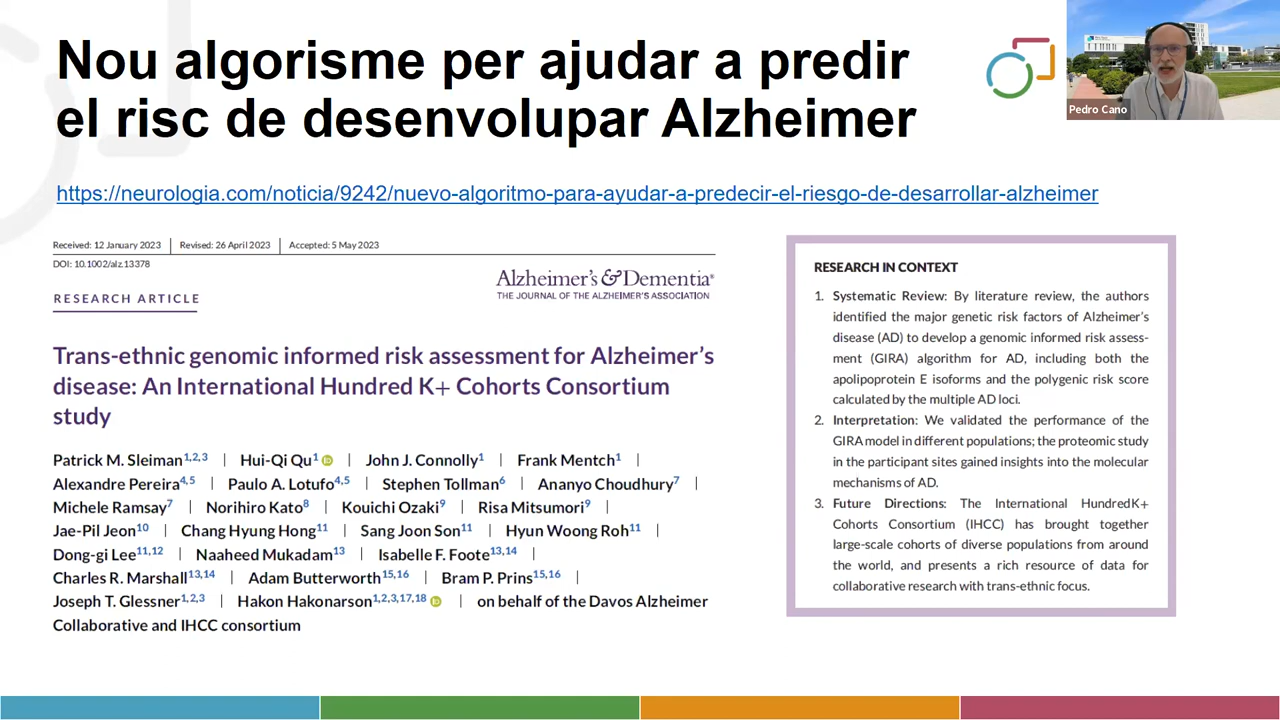 Nou algorisme per ajudar a predir
el risc de desenvolupar Alzheimer
Pedro Cano
https://neurologia.com/noticia/9242/nuevo-algoritmo-para-ayudar-a-predecir-el-riesgo-de-desarrollar-alzheimer
Received: 12 January 2023 | Revised: 26 April 2023 | Accepted: 5 May 2023
DOI: 10.1002/alz.13378
Alzheimer's & Dementia®
THE JOURNAL OF THE ALZHEIMER'S ASSOCIATION
RESEARCH ARTICLE
Trans-ethnic genomic informed risk assessment for Alzheimer's
disease: An International Hundred K+ Cohorts Consortium
study
Patrick M. Sleiman1,2,3 | Hui-Qi Qu1 | John J. Connolly1 | Frank Mentch1 |
Alexandre Pereira4,5 | Paulo A. Lotufo4,5 | Stephen Tollman6 | Ananyo Choudhury7 |
Michele Ramsay7 | Norihiro Kato8 | Kouichi Ozaki9 | Risa Mitsumori9 |
Jae-Pil Jeon10 | Chang Hyung Hong11 | Sang Joon Son11 | Hyun Woong Roh11 |
Dong-gi Lee11,12 | Naaheed Mukadam13 | Isabelle F. Foote13,14 |
Charles R. Marshall13,14 | Adam Butterworth15,16 | Bram P. Prins15,16 |
Joseph T. Glessner1,2,3 | Hakon Hakonarson1,2,3,17,18 | on behalf of the Davos Alzheimer
Collaborative and IHCC consortium
RESEARCH IN CONTEXT
1. Systematic Review: By literature review, the authors
identified the major genetic risk factors of Alzheimer's
disease (AD) to develop a genomic informed risk assess-
ment (GIRA) algorithm for AD, including both the
apolipoprotein E isoforms and the polygenic risk score
calculated by the multiple AD loci.
2. Interpretation: We validated the performance of the
GIRA model in different populations; the proteomic study
in the participant sites gained insights into the molecular
mechanisms of AD.
3. Future Directions: The International HundredK+
Cohorts Consortium (IHCC) has brought together
large-scale cohorts of diverse populations from around
the world, and presents a rich resource of data for
collaborative research with trans-ethnic focus.